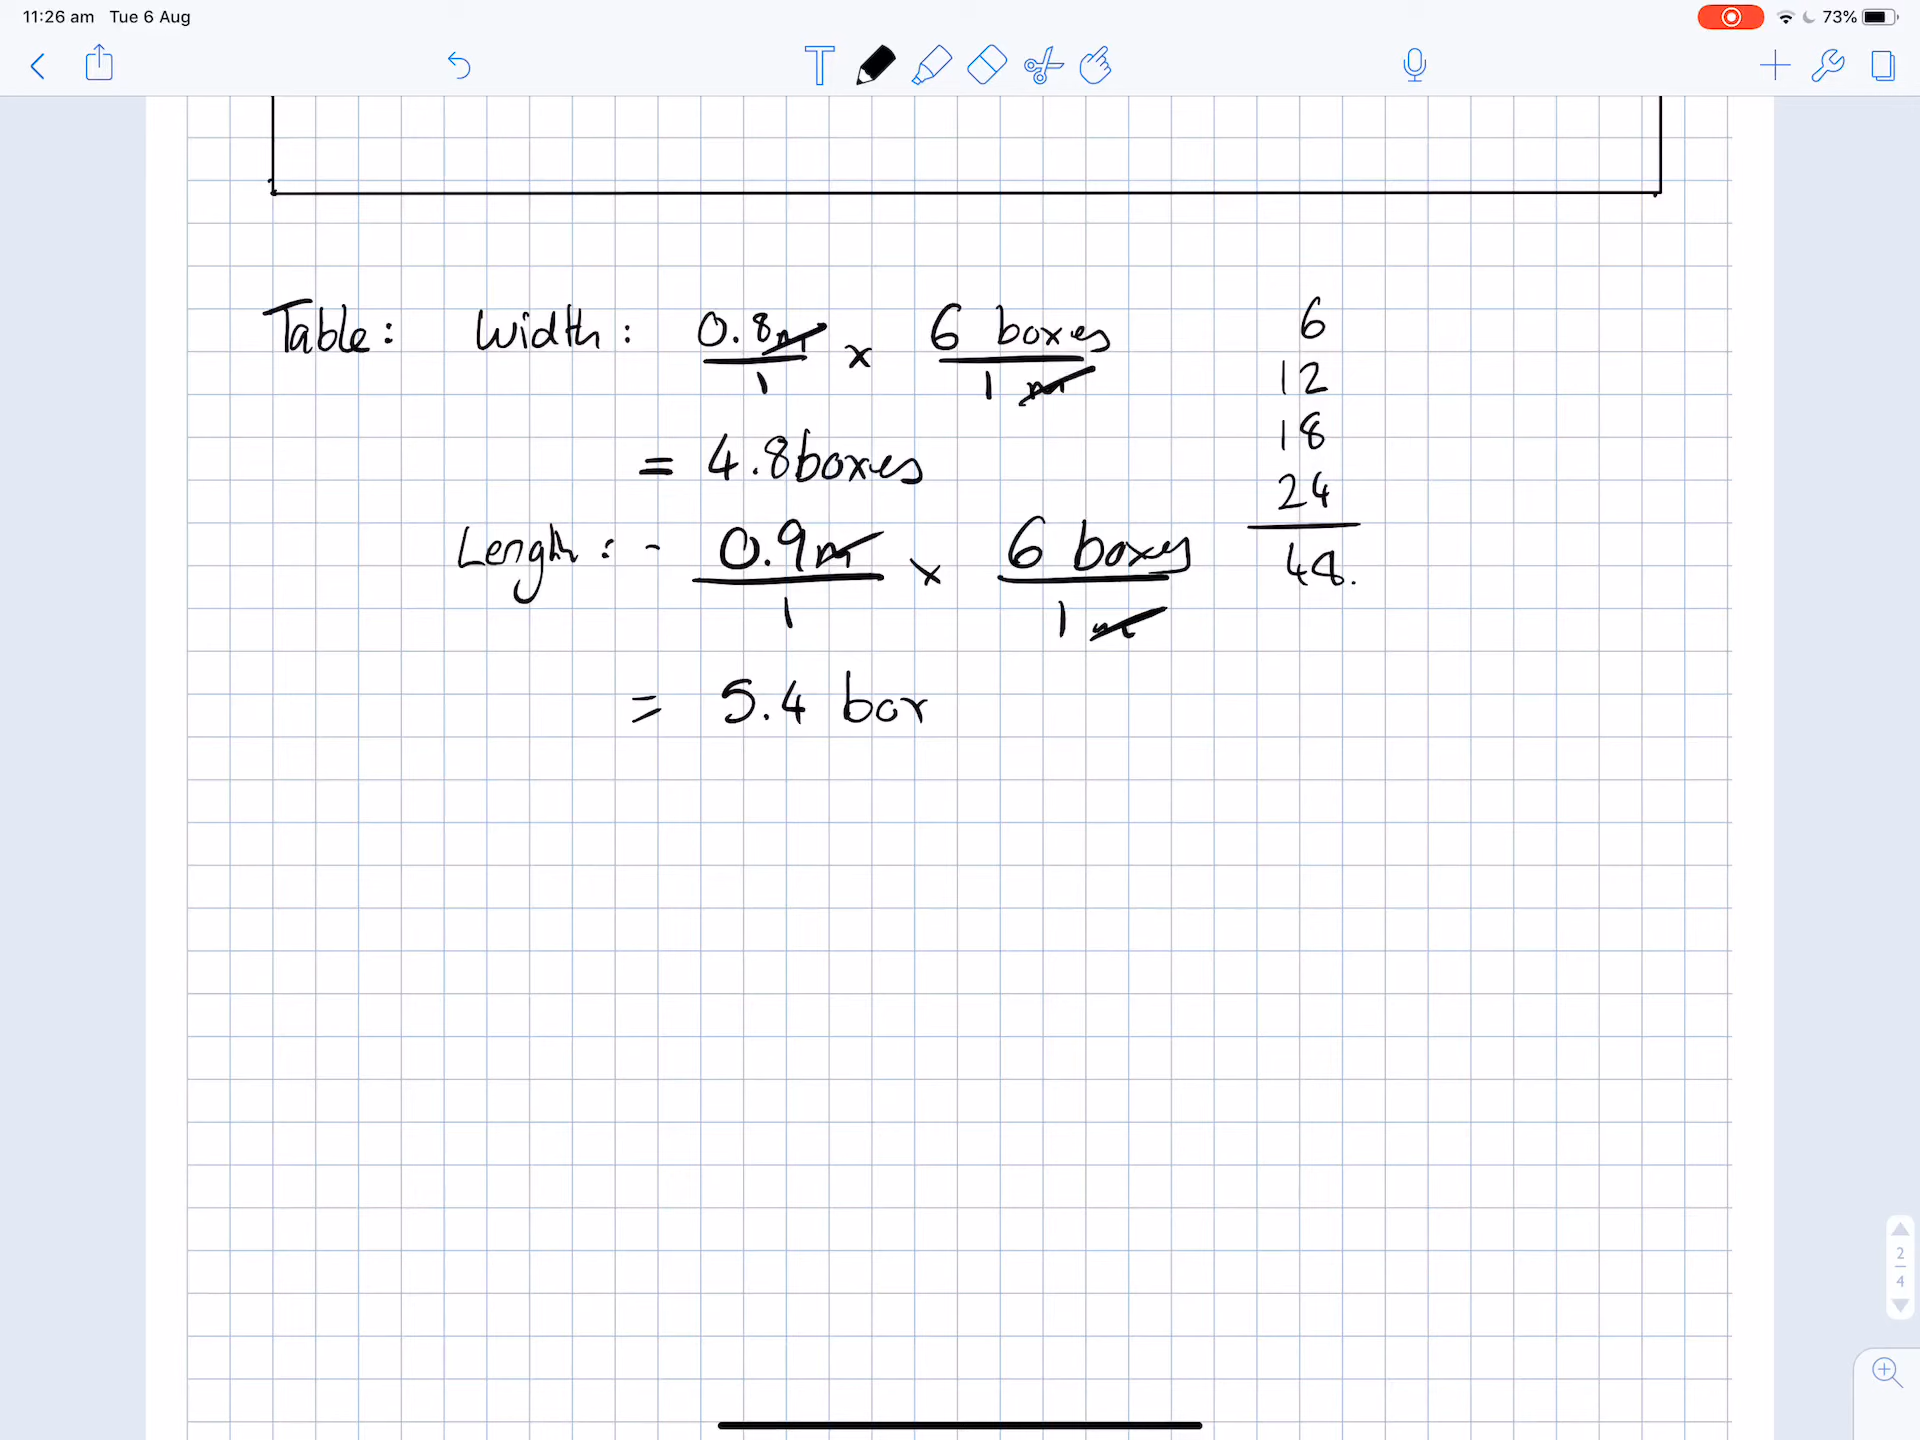 11:26 am Tue 6 Aug
73%
T
Table: Width: 0.8m/1 x 6 boxes/1 m
= 4.8boxes
Length: - 0.9m/1 x 6 boxes/1 m
= 5.4 box
6
12
18
24
48.
2
4